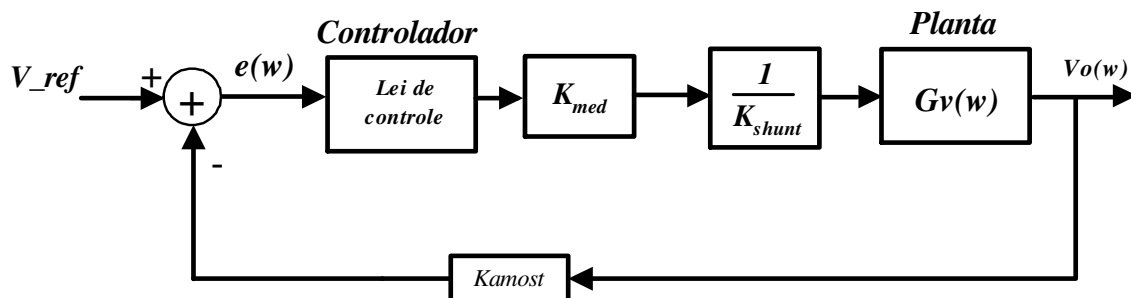 Controlador
Planta
V_ref
+
+
-
e(w)
Lei de
controle
K_med
1
K_shunt
Gv(w)
Vo(w)
Kamost